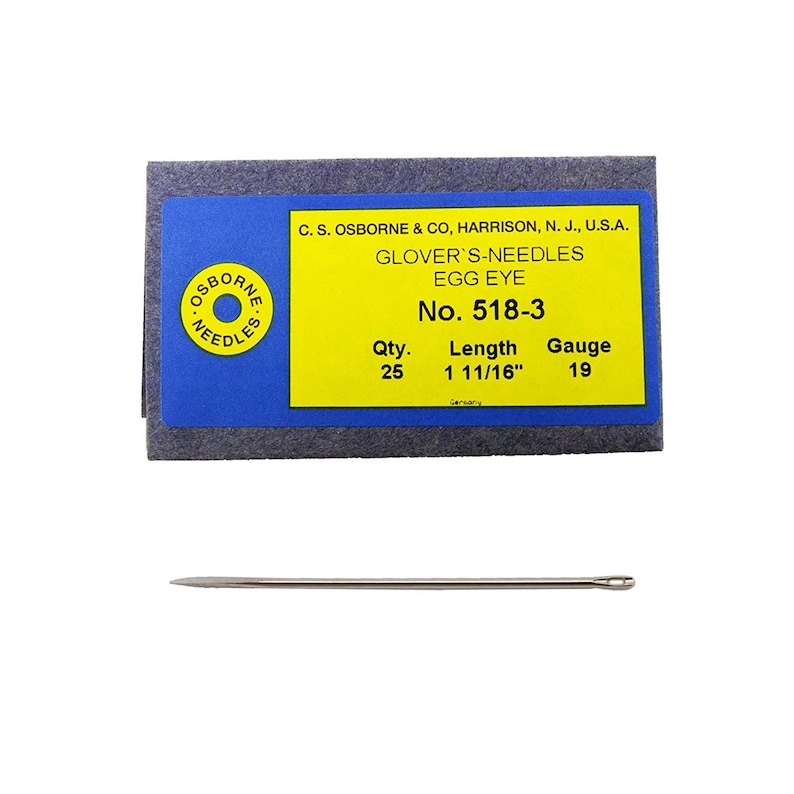 C. S. OSBORNE & CO, HARRISON, N. J., U.S.A.
GLOVER`S-NEEDLES
EGG EYE
No. 518-3
Qty. Length Gauge
25 1 11/16" 19
Germany
· OSBORNE ·
NEEDLES